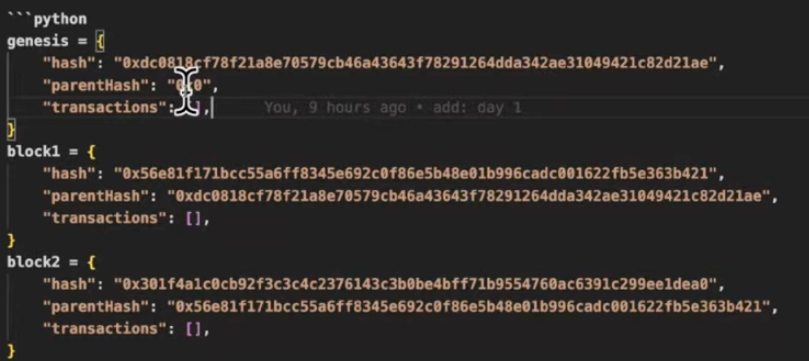 ```python
genesis = {
"hash": "0xdc0818cf78f21a8e70579cb46a43643f78291264dda342ae31049421c82d21ae",
"parentHash": "0x0",
"transactions": [],     You, 9 hours ago • add: day 1
}
block1 = {
"hash": "0x56e81f171bcc55a6ff8345e692c0f86e5b48e01b996cadc001622fb5e363b421",
"parentHash": "0xdc0818cf78f21a8e70579cb46a43643f78291264dda342ae31049421c82d21ae",
"transactions": [],
}
block2 = {
"hash": "0x301f4a1c0cb92f3c3c4c2376143c3b0be4bff71b9554760ac6391c299ee1dea0",
"parentHash": "0x56e81f171bcc55a6ff8345e692c0f86e5b48e01b996cadc001622fb5e363b421",
"transactions": [],
}